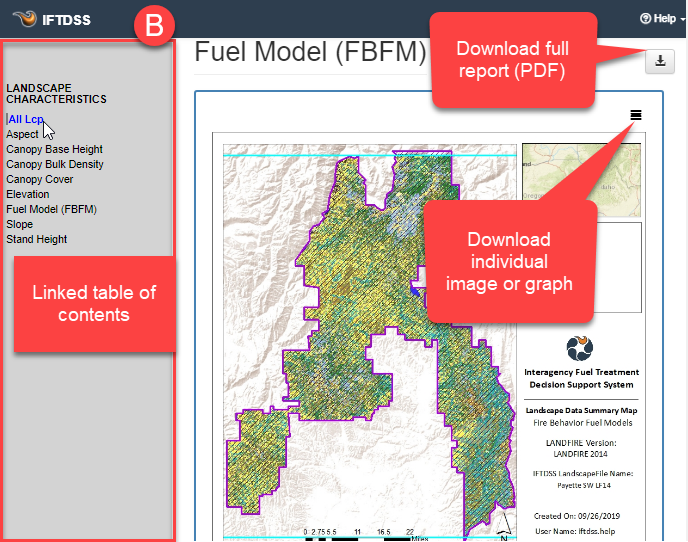 IFTDSS
B
Help
Fuel Model (FBFM)
Download full
report (PDF)
LANDSCAPE
CHARACTERISTICS
All Lcp
Aspect
Canopy Base Height
Canopy Bulk Density
Canopy Cover
Elevation
Fuel Model (FBFM)
Slope
Stand Height
Linked table of
contents
Download
individual
image or graph
Idaho
Interagency Fuel Treatment
Decision Support System
Landscape Data Summary Map
Fire Behavior Fuel Models
LANDFIRE Version:
LANDFIRE 2014
IFTDSS LandscapeFile Name:
Payette SW LF14
Created On: 09/26/2019
User Name: iftdss.help
0 2.75 5.5 11 16.5 22
Miles
N